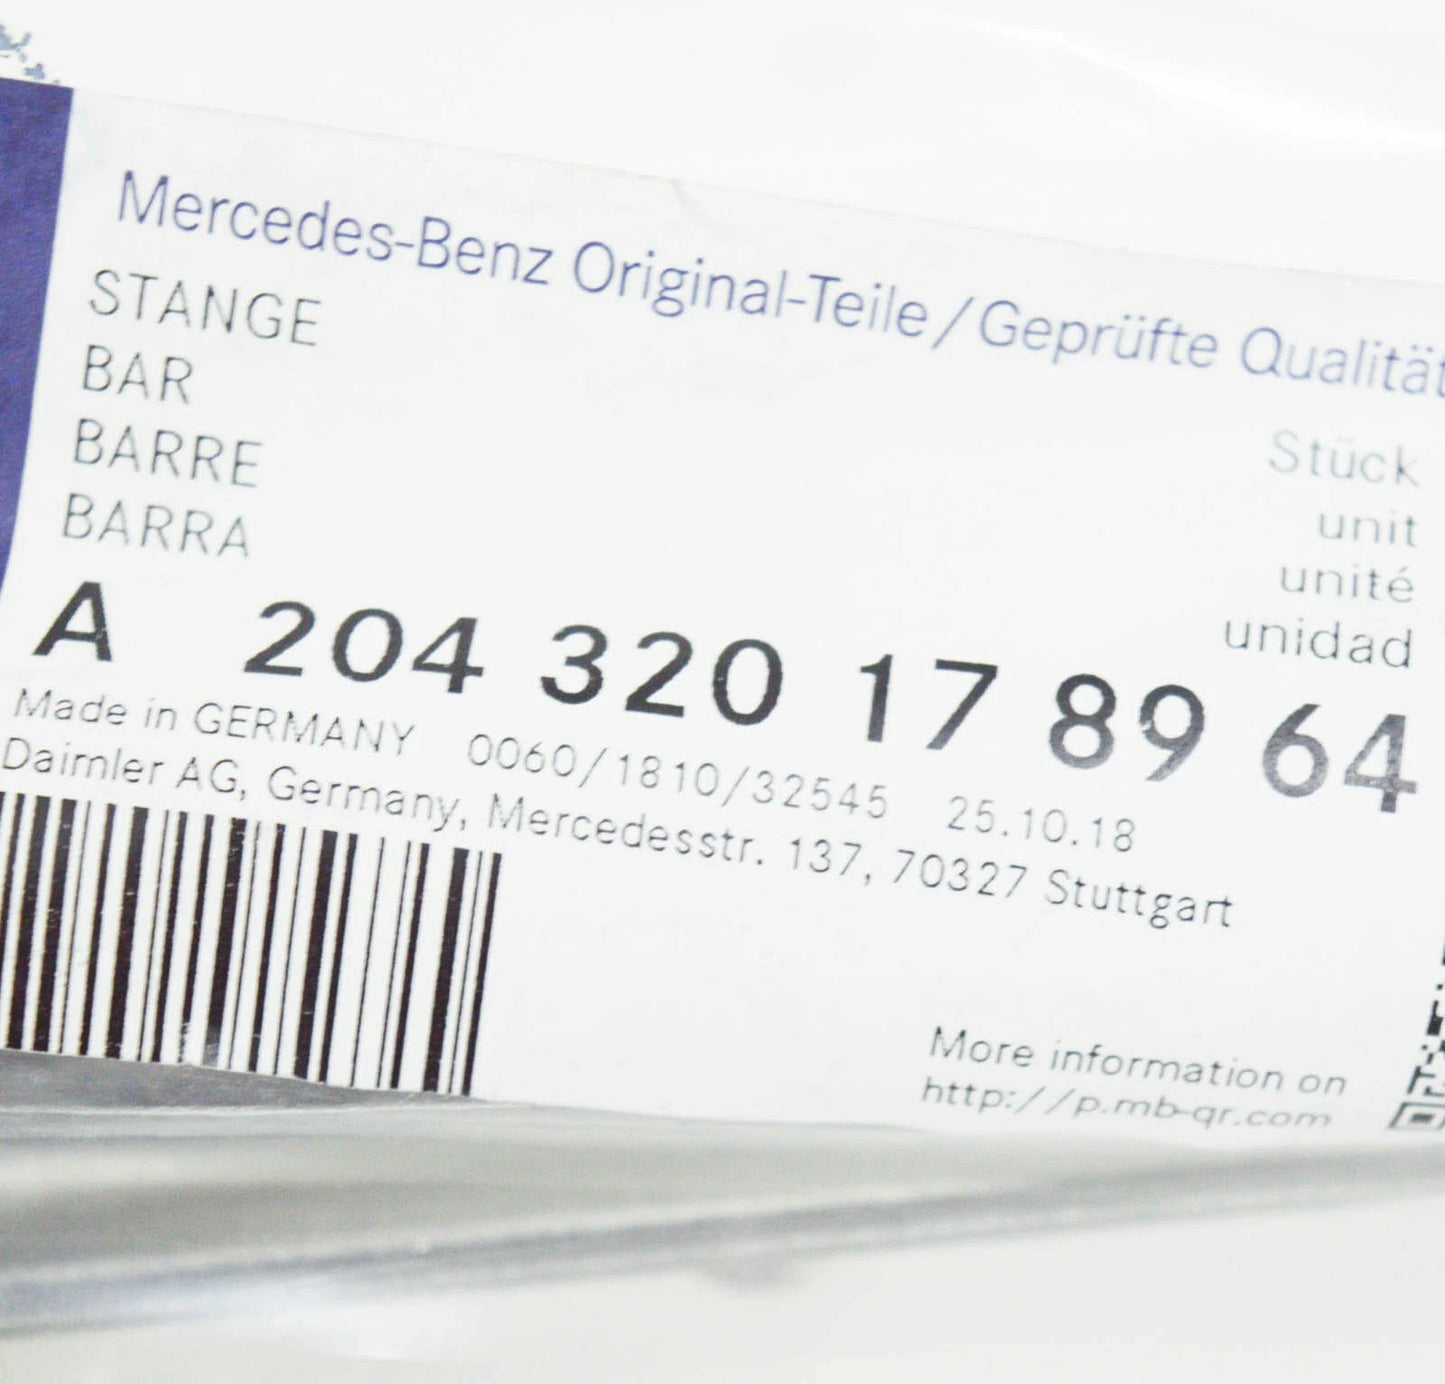 Mercedes-Benz Original-Teile/Geprüfte Qualität
STANGE
BAR
BARRE
BARRA
Stück
unit
unité
unidad
A 204 320 17 89 64
Made in GERMANY 0060/1810/32545 25.10.18
Daimler AG, Germany, Mercedesstr. 137, 70327 Stuttgart
More information on
http://p.mb-qr.com